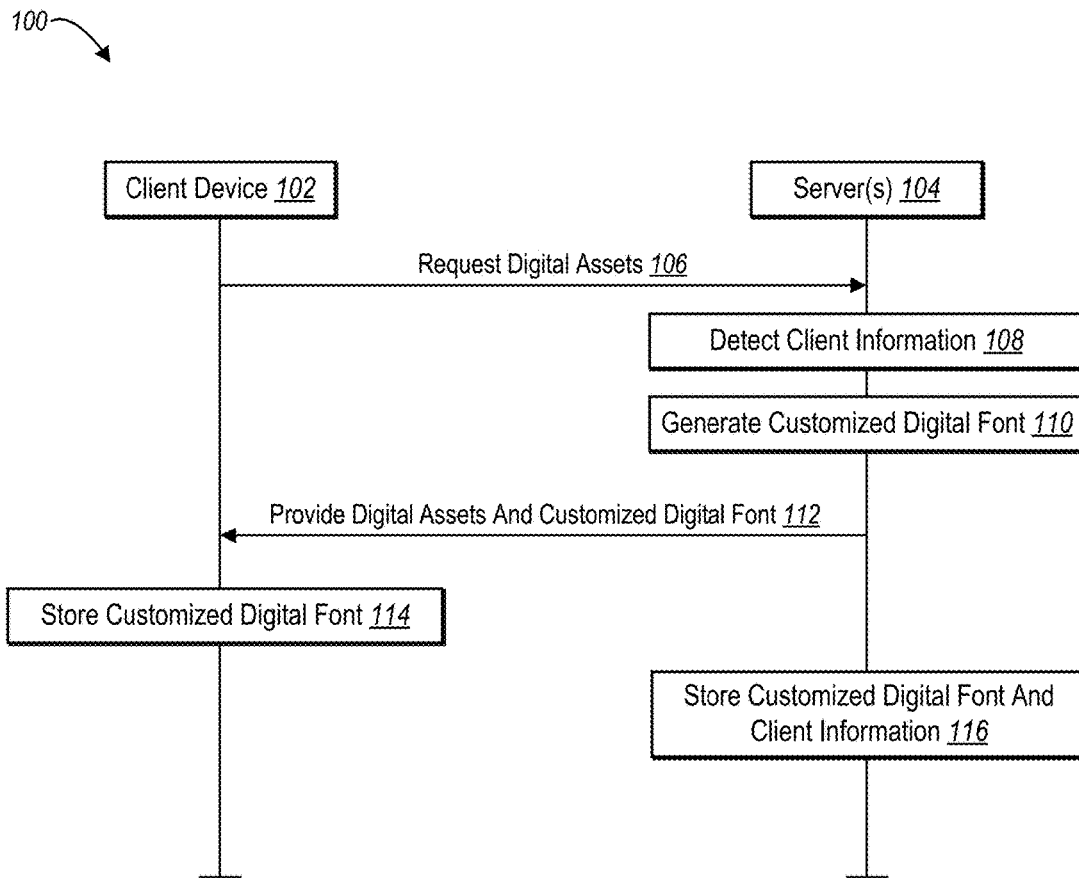 100
Client Device 102
Server(s) 104
Request Digital Assets 106
Detect Client Information 108
Generate Customized Digital Font 110
Provide Digital Assets And Customized Digital Font 112
Store Customized Digital Font 114
Store Customized Digital Font And
Client Information 116